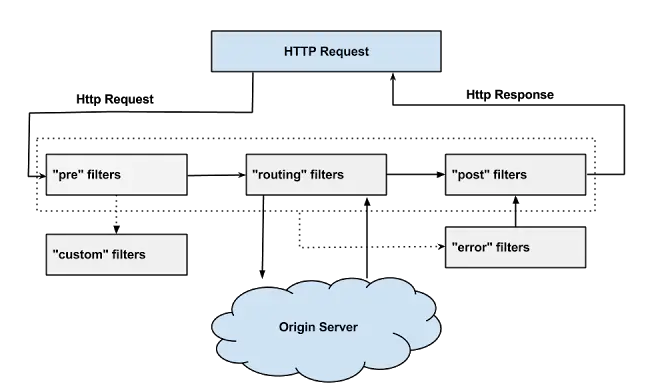 HTTP Request
Http Request
Http Response
"pre" filters
"routing" filters
"post" filters
"custom" filters
"error" filters
Origin Server